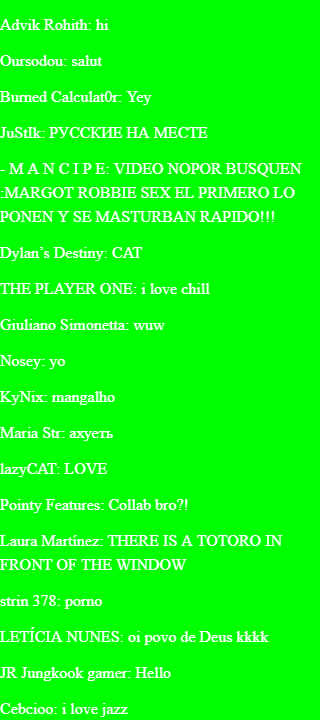 Advik Rohith: hi
Oursodou: salut
Burned Calculat0r: Yey
JuStIk: РУССКИЕ НА МЕСТЕ
- M A N C I P E: VIDEO NOPOR BUSQUEN
:MARGOT ROBBIE SEX EL PRIMERO LO
PONEN Y SE MASTURBAN RAPIDO!!!
Dylan's Destiny: CAT
THE PLAYER ONE: i love chill
Giuliano Simonetta: wuw
Nosey: yo
KyNix: mangalho
Maria Str: ахуеть
lazyCAT: LOVE
Pointy Features: Collab bro?!
Laura Martínez: THERE IS A TOTORO IN
FRONT OF THE WINDOW
strin 378: porno
LETÍCIA NUNES: oi povo de Deus kkkk
JR Jungkook gamer: Hello
Cebcioo: i love jazz